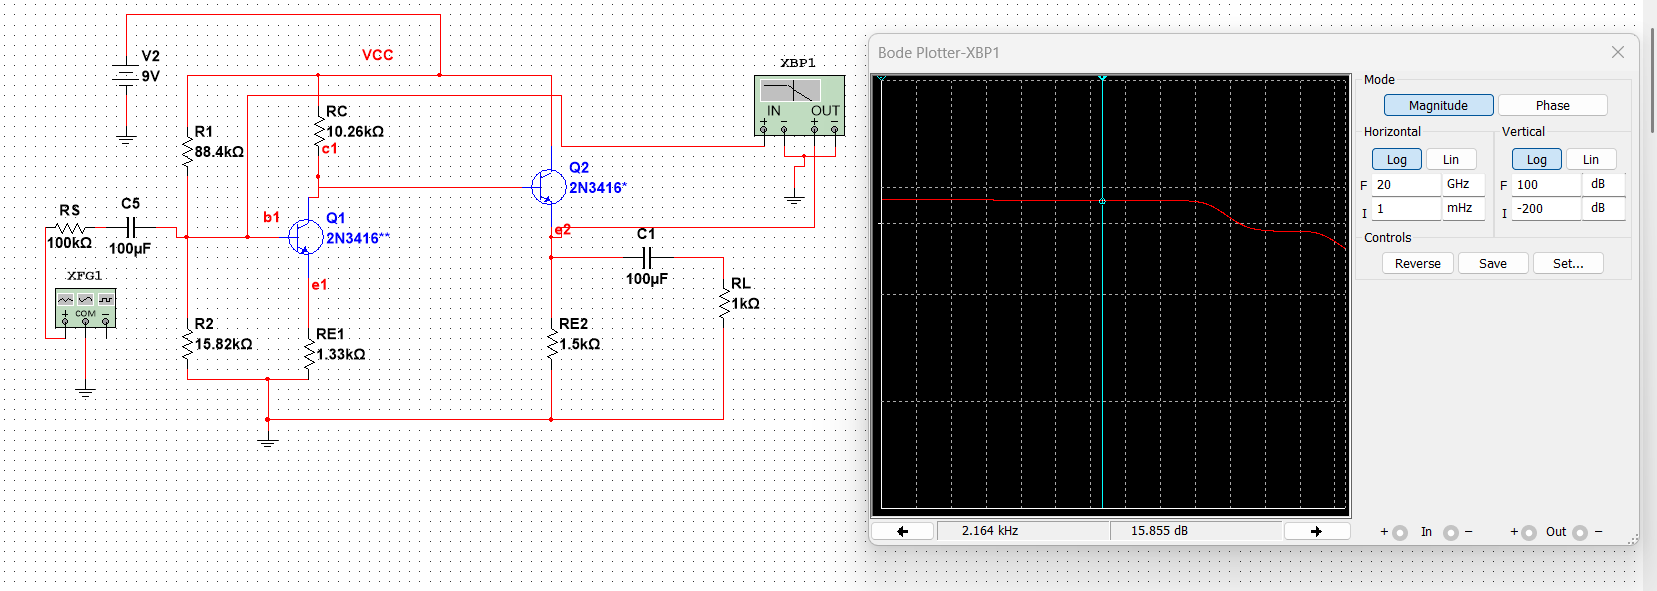 V2
9V
VCC
XBP1
IN
OUT
RC
10.26kΩ
c1
R1
88.4kΩ
Q2
2N3416*
RS
100kΩ
C5
100µF
b1
Q1
2N3416**
e2
C1
100µF
XFG1
COM
e1
RL
1kΩ
R2
15.82kΩ
RE1
1.33kΩ
RE2
1.5kΩ
Bode Plotter-XBP1
Mode
Magnitude
Phase
Horizontal
Vertical
Log
Lin
Log
Lin
F 20 GHz
F 100 dB
I 1 mHz
I -200 dB
Controls
Reverse
Save
Set...
2.164 kHz
15.855 dB
+ In −
+ Out −